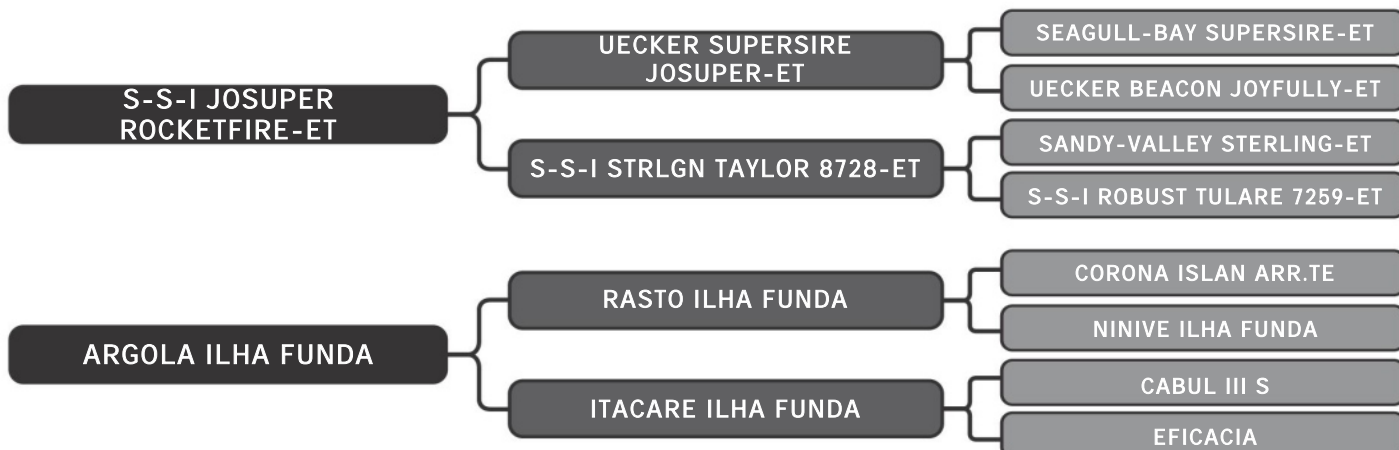 S-S-I JOSUPER
ROCKETFIRE-ET
UECKER SUPERSIRE
JOSUPER-ET
SEAGULL-BAY SUPERSIRE-ET
UECKER BEACON JOYFULLY-ET
S-S-I STRLGN TAYLOR 8728-ET
SANDY-VALLEY STERLING-ET
S-S-I ROBUST TULARE 7259-ET
ARGOLA ILHA FUNDA
RASTO ILHA FUNDA
CORONA ISLAN ARR.TE
NINIVE ILHA FUNDA
ITACARE ILHA FUNDA
CABUL III S
EFICACIA